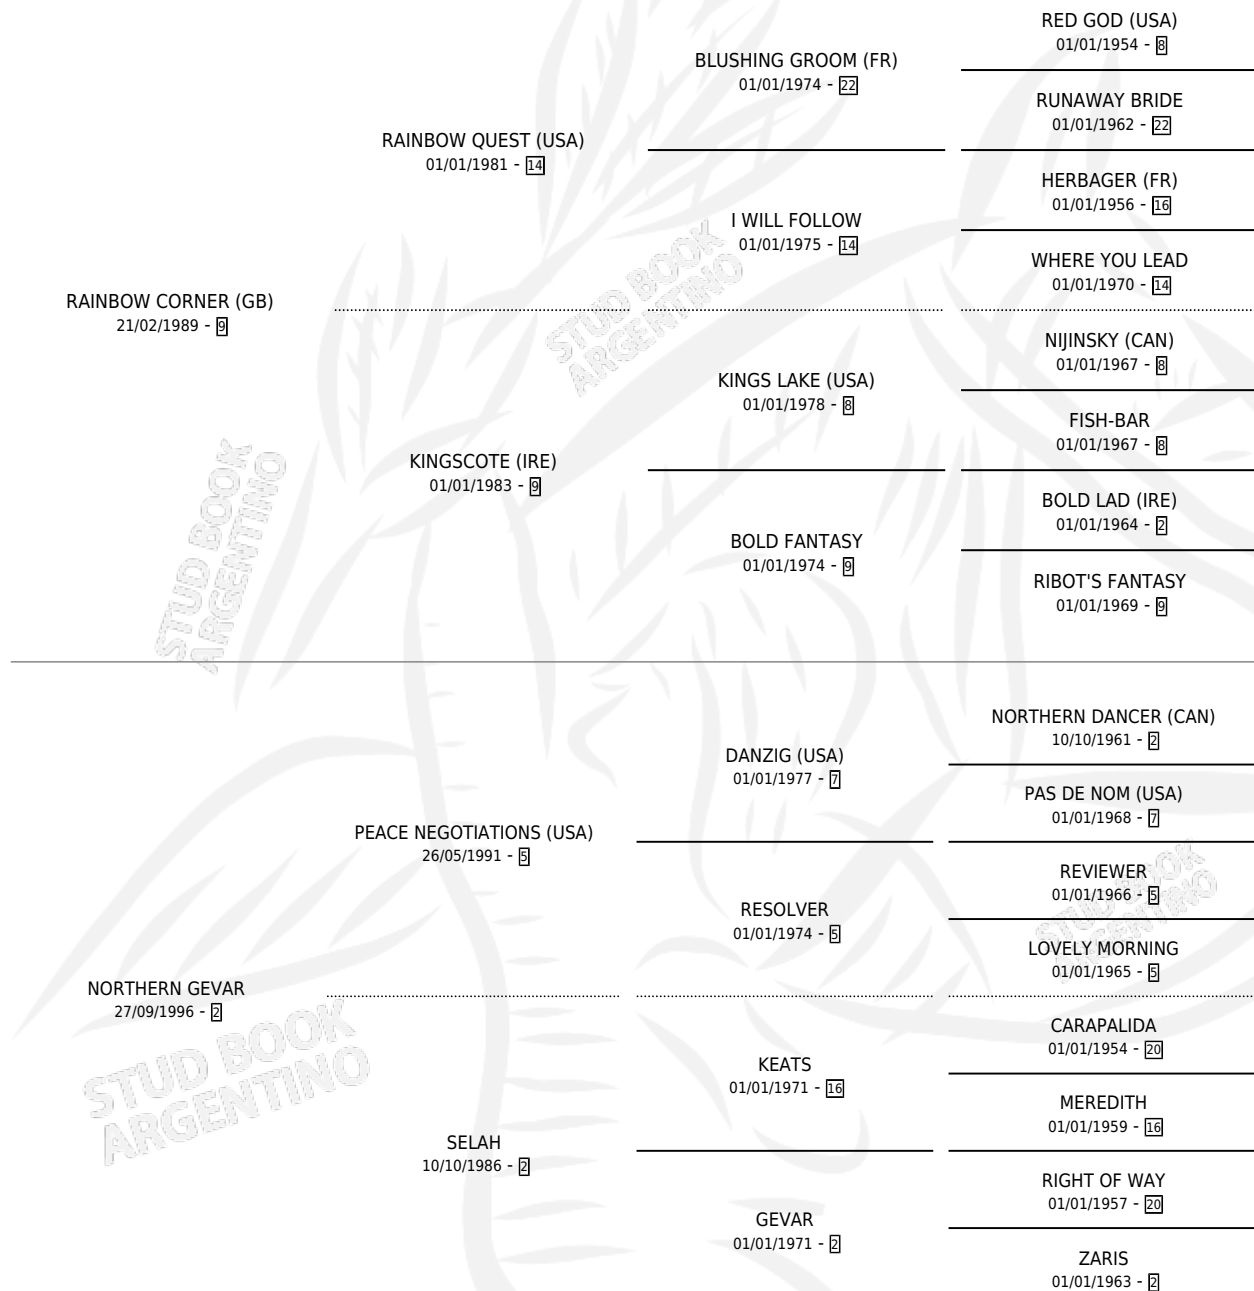 RED GOD (USA)
01/01/1954 - 8
BLUSHING GROOM (FR)
01/01/1974 - 22
RUNAWAY BRIDE
01/01/1962 - 22
RAINBOW QUEST (USA)
01/01/1981 - 14
HERBAGER (FR)
01/01/1956 - 16
I WILL FOLLOW
01/01/1975 - 14
WHERE YOU LEAD
01/01/1970 - 14
RAINBOW CORNER (GB)
21/02/1989 - 9
NIJINSKY (CAN)
01/01/1967 - 8
KINGS LAKE (USA)
01/01/1978 - 8
FISH-BAR
01/01/1967 - 8
KINGSCOTE (IRE)
01/01/1983 - 9
BOLD LAD (IRE)
01/01/1964 - 2
BOLD FANTASY
01/01/1974 - 9
RIBOT'S FANTASY
01/01/1969 - 9
STUD BOOK
ARGENTINO
STUD BOOK
ARGENTINO
NORTHERN DANCER (CAN)
10/10/1961 - 2
DANZIG (USA)
01/01/1977 - 7
PAS DE NOM (USA)
01/01/1968 - 7
PEACE NEGOTIATIONS (USA)
26/05/1991 - 5
REVIEWER
01/01/1966 - 5
RESOLVER
01/01/1974 - 5
LOVELY MORNING
01/01/1965 - 5
NORTHERN GEVAR
27/09/1996 - 2
CARAPALIDA
01/01/1954 - 20
KEATS
01/01/1971 - 16
MEREDITH
01/01/1959 - 16
SELAH
10/10/1986 - 2
RIGHT OF WAY
01/01/1957 - 20
GEVAR
01/01/1971 - 2
ZARIS
01/01/1963 - 2
STUD BOOK
ARGENTINO
STUD BOOK
ARGENTINO